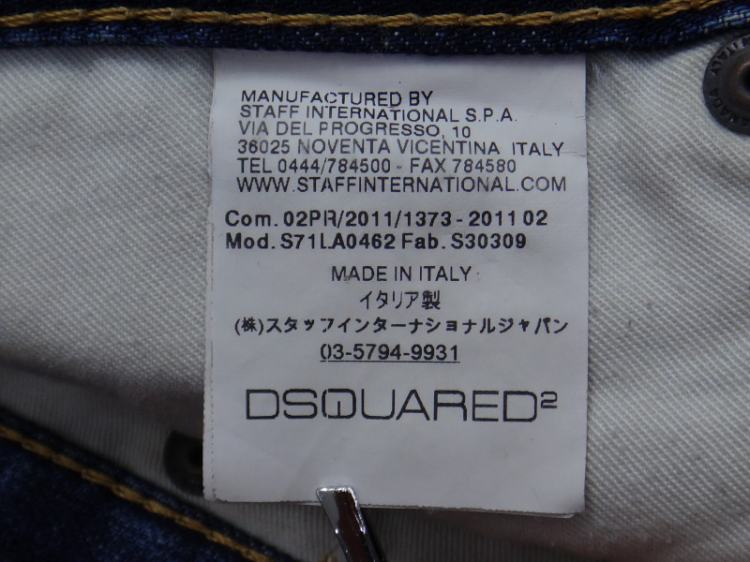 MANUFACTURED BY
STAFF INTERNATIONAL S.P.A.
VIA DEL PROGRESSO, 10
36025 NOVENTA VICENTINA ITALY
TEL 0444/784500 - FAX 784580
WWW.STAFFINTERNATIONAL.COM
Com. 02PR/2011/1373 - 2011 02
Mod. S71LA0462 Fab. S30309
MADE IN ITALY
イタリア製
(株)スタッフインターナショナルジャパン
03-5794-9931
DSQUARED2
MADE IN ITALY